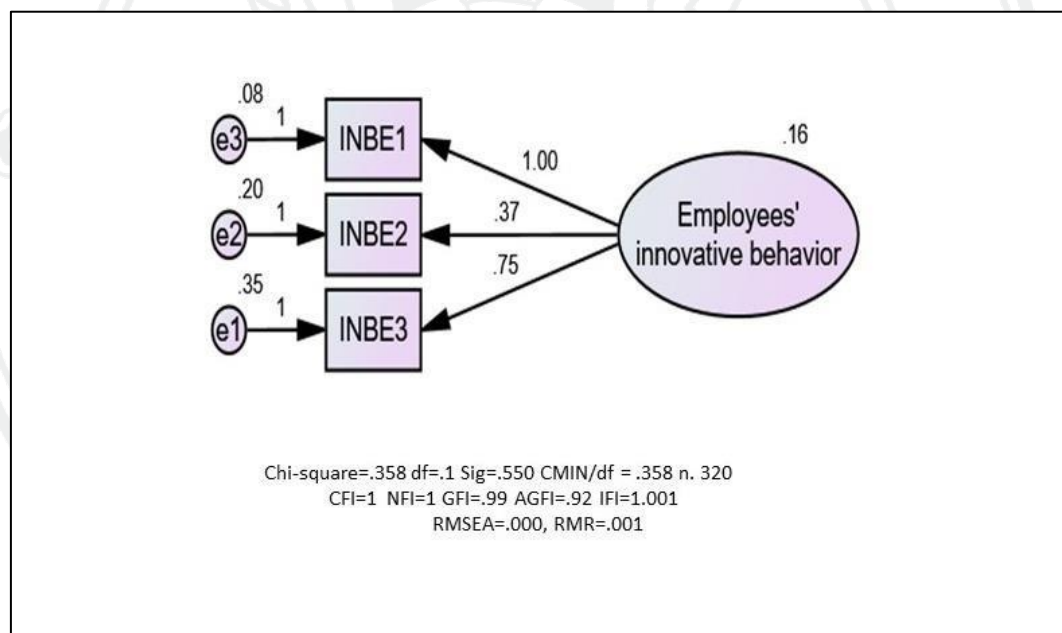 .08
1
e3
INBE1
.16
1.00
.20
1
e2
INBE2
.37
Employees'
innovative behavior
.35
1
e1
INBE3
.75
Chi-square=.358 df=.1 Sig=.550 CMIN/df = .358 n. 320
CFI=1 NFI=1 GFI=.99 AGFI=.92 IFI=1.001
RMSEA=.000, RMR=.001